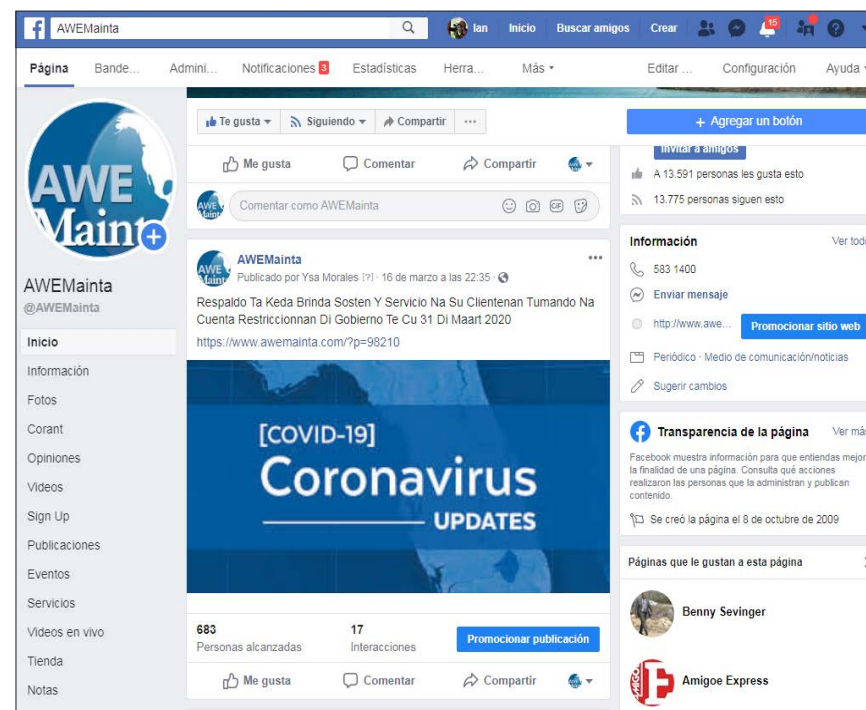 AWEMainta
Ian Inicio Buscar amigos Crear 15
Página Bande... Admini... Notificaciones 3 Estadísticas Herra... Más Editar ... Configuración Ayuda
AWE
Mainta
AWEMainta
@AWEMainta
Inicio
Información
Fotos
Corant
Opiniones
Videos
Sign Up
Publicaciones
Eventos
Servicios
Videos en vivo
Tienda
Notas
Te gusta Siguiendo Compartir ...
Me gusta Comentar Compartir
Comentar como AWEMainta GIF
AWEMainta
Publicado por Ysa Morales [?] · 16 de marzo a las 22:35 ·
Respaldo Ta Keda Brinda Sosten Y Servicio Na Su Clientenan Tumando Na
Cuenta Restriccionnan Di Gobierno Te Cu 31 Di Maart 2020
https://www.awemainta.com/?p=98210
[COVID-19]
Coronavirus
UPDATES
683 17
Personas alcanzadas Interacciones Promocionar publicación
Me gusta Comentar Compartir
+ Agregar un botón
Invitar a amigos
A 13.591 personas les gusta esto
13.775 personas siguen esto
Información Ver todo
583 1400
Enviar mensaje
http://www.awe... Promocionar sitio web
Periódico · Medio de comunicación/noticias
Sugerir cambios
Transparencia de la página Ver más
Facebook muestra información para que entiendas mejor
la finalidad de una página. Consulta qué acciones
realizaron las personas que la administran y publican
contenido.
Se creó la página el 8 de octubre de 2009
Páginas que le gustan a esta página
Benny Sevinger
Amigoe Express